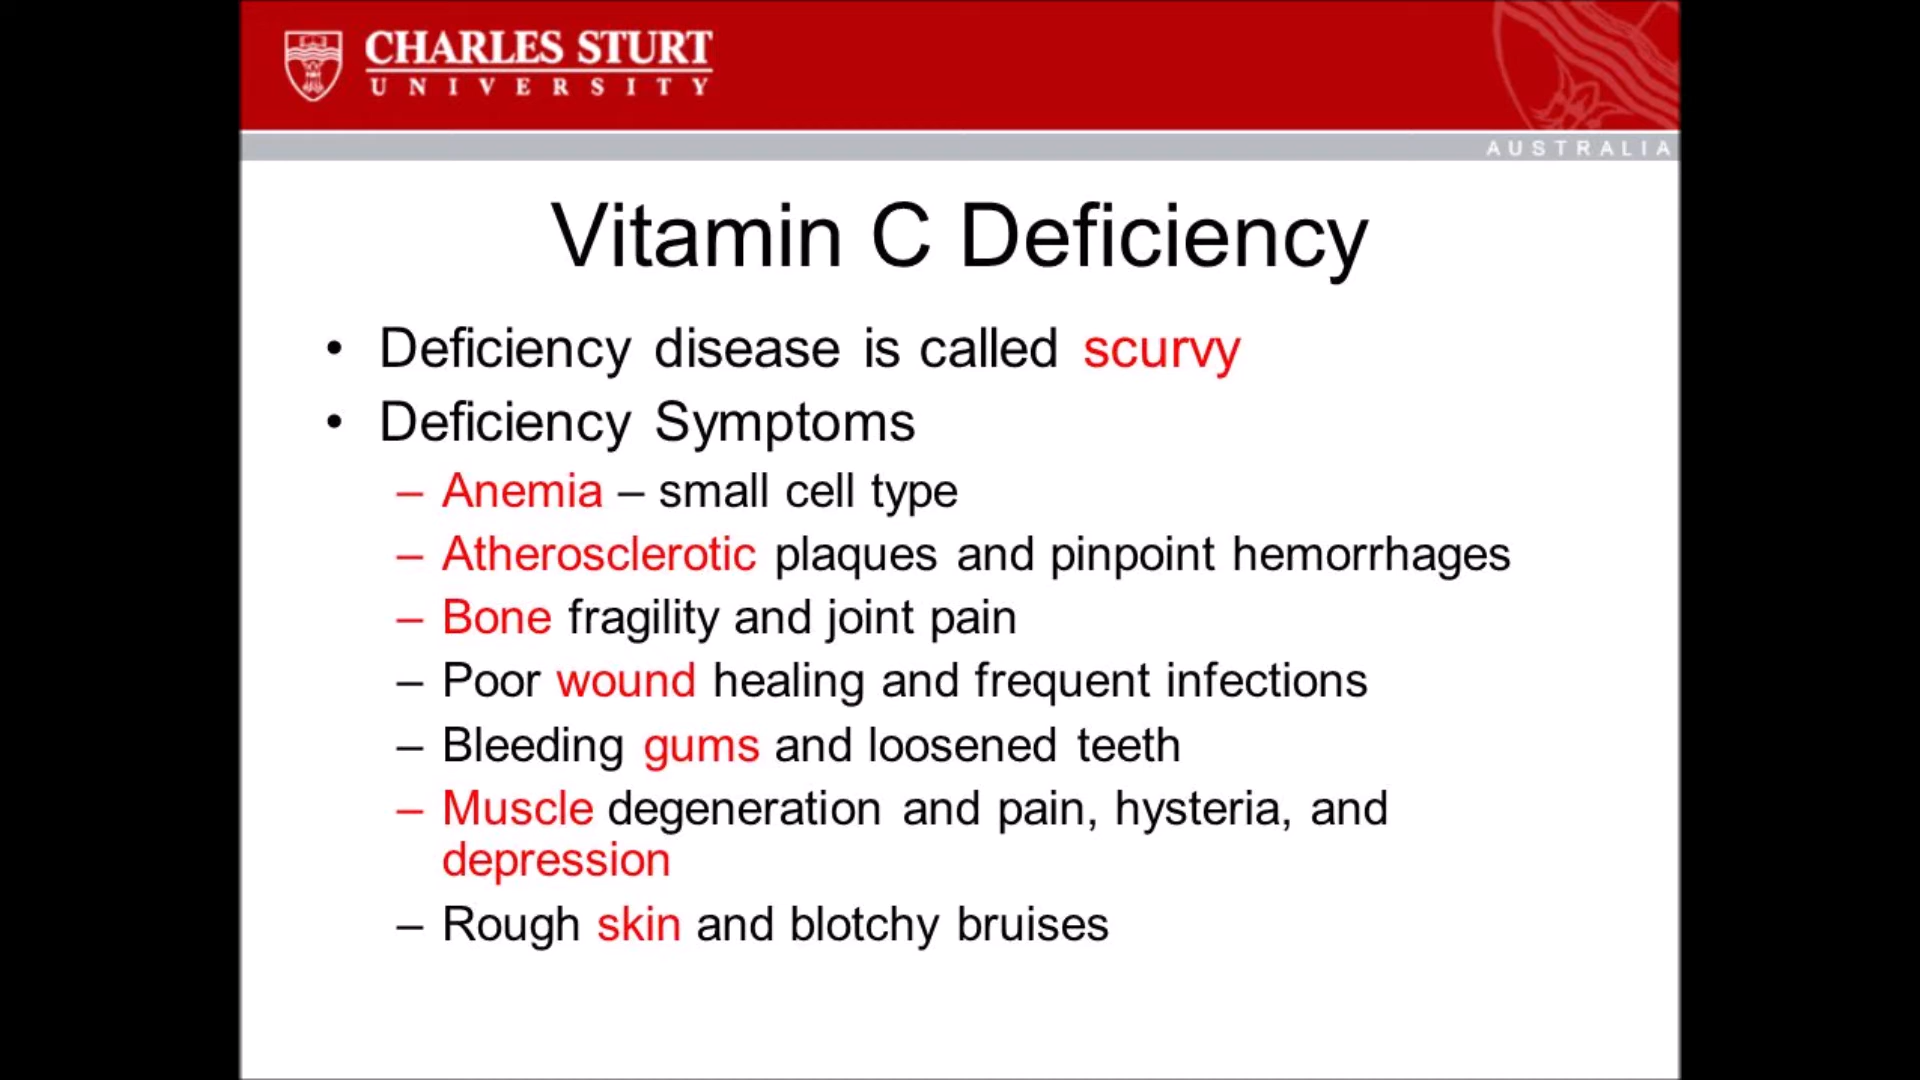 CHARLES STURT
UNIVERSITY
AUSTRALIA
Vitamin C Deficiency
• Deficiency disease is called scurvy
• Deficiency Symptoms
– Anemia – small cell type
– Atherosclerotic plaques and pinpoint hemorrhages
– Bone fragility and joint pain
– Poor wound healing and frequent infections
– Bleeding gums and loosened teeth
– Muscle degeneration and pain, hysteria, and
depression
– Rough skin and blotchy bruises